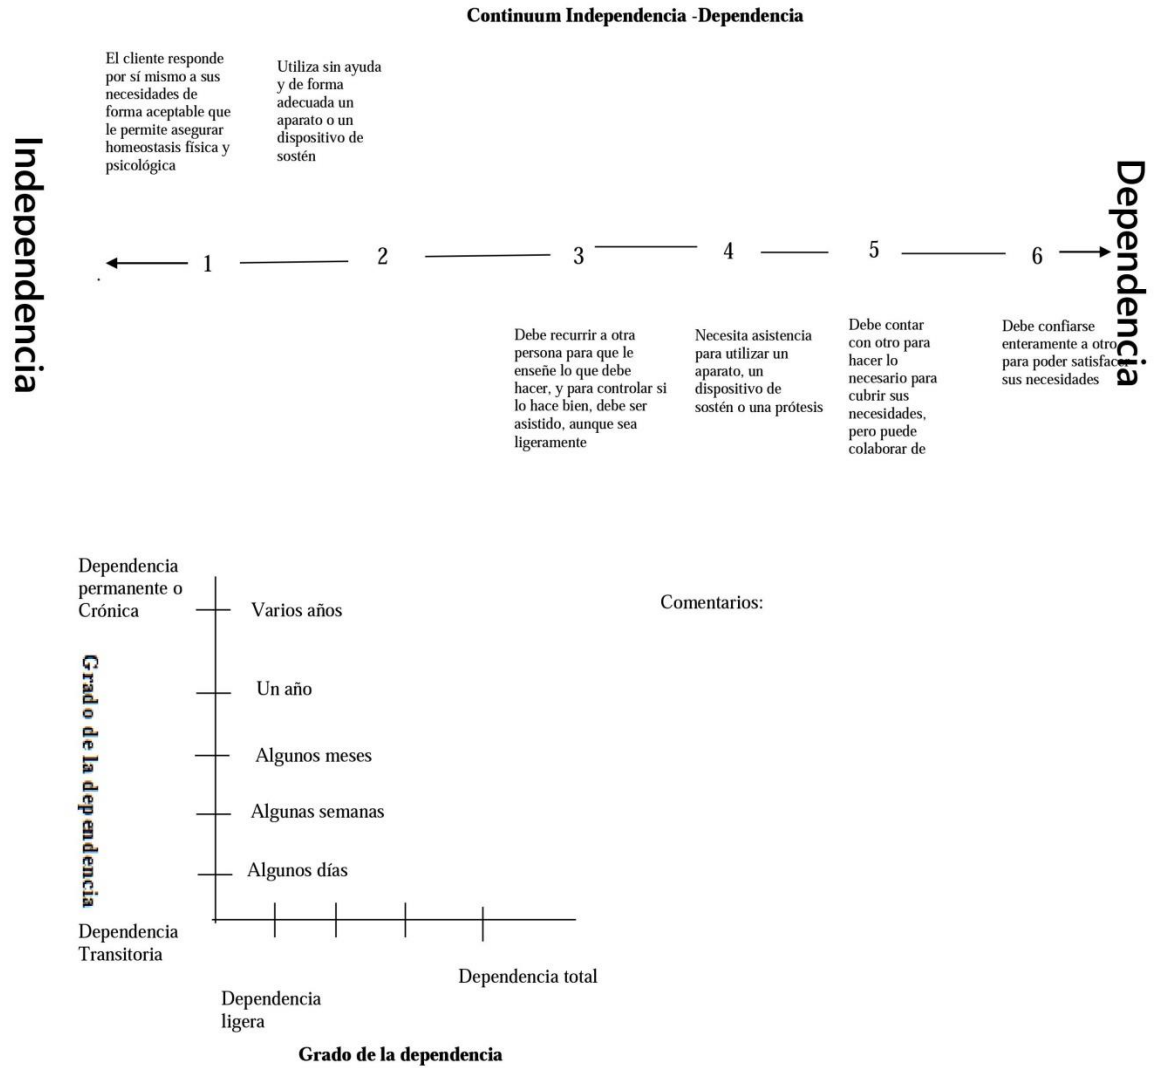 Continuum Independencia -Dependencia
El cliente responde
por sí mismo a sus
necesidades de
forma aceptable que
le permite asegurar
homeostasis física y
psicológica
Utiliza sin ayuda
y de forma
adecuada un
aparato o un
dispositivo de
sostén
Independencia
Dependencia
1
2
3
4
5
6
Debe recurrir a otra
persona para que le
enseñe lo que debe
hacer, y para controlar si
lo hace bien, debe ser
asistido, aunque sea
ligeramente
Necesita asistencia
para utilizar un
aparato, un
dispositivo de
sostén o una prótesis
Debe contar
con otro para
hacer lo
necesario para
cubrir sus
necesidades,
pero puede
colaborar de
Debe confiarse
enteramente a otro
para poder satisfacer
sus necesidades
Dependencia
permanente o
Crónica
Varios años
Un año
Algunos meses
Algunas semanas
Algunos días
Grado de la dependencia
Dependencia
Transitoria
Dependencia total
Dependencia
ligera
Grado de la dependencia
Comentarios: